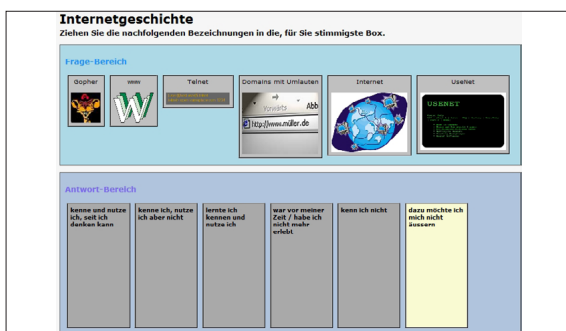 Internetgeschichte
Ziehen Sie die nachfolgenden Bezeichnungen in die, für Sie stimmigste Box.
Frage-Bereich
Gopher
www
Telnet
Domains mit Umlauten
Internet
UseNet
W
Vorwärts
Abb
http://www.müller.de
USENET
Antwort-Bereich
kenne und nutze
ich, seit ich
denken kann
kenne ich, nutze
ich aber nicht
lernte ich
kennen und
nutze ich
war vor meiner
Zeit / habe ich
nicht mehr
erlebt
kenn ich nicht
dazu möchte ich
mich nicht
äussern